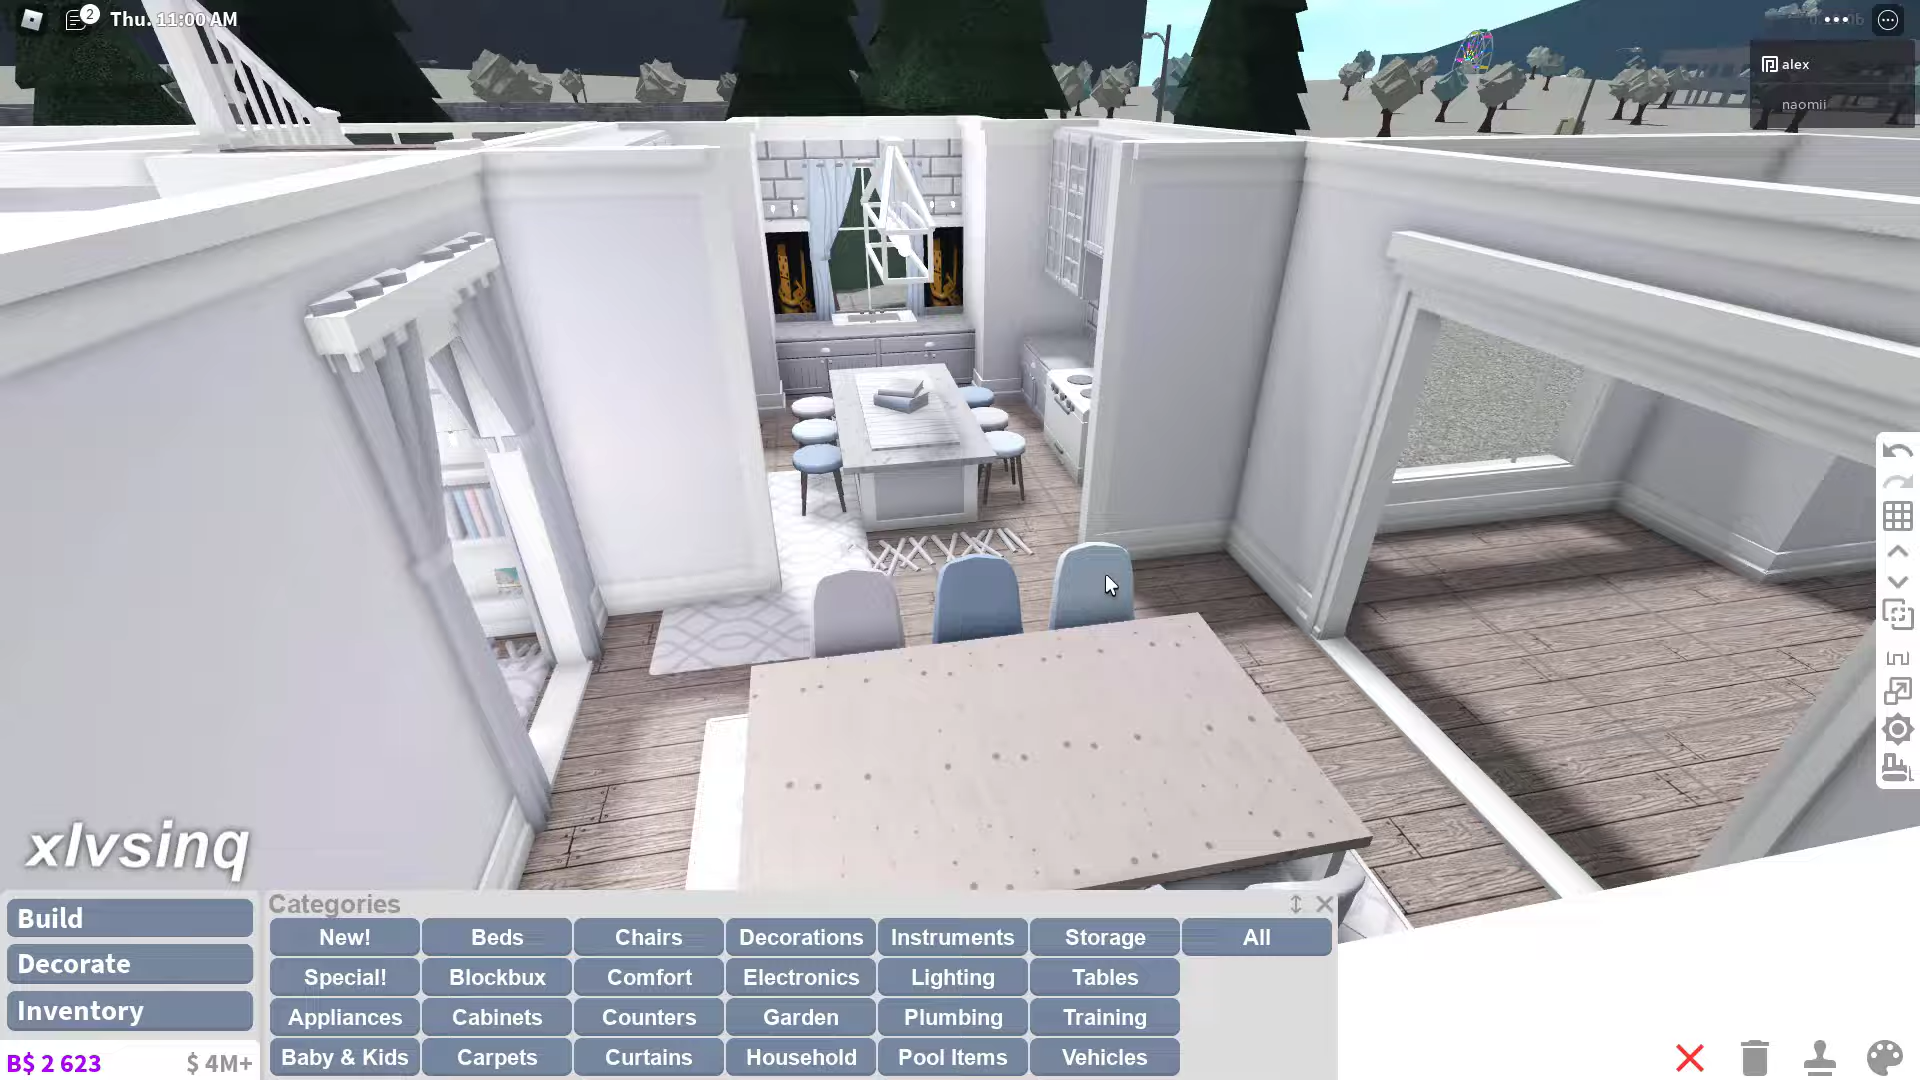 2
Thu. 11:00 AM
alex
naomii
xlvsinq
Build
Decorate
Inventory
B$ 2 623
$ 4M+
Categories
New! Beds Chairs Decorations Instruments Storage All
Special! Blockbux Comfort Electronics Lighting Tables
Appliances Cabinets Counters Garden Plumbing Training
Baby & Kids Carpets Curtains Household Pool Items Vehicles